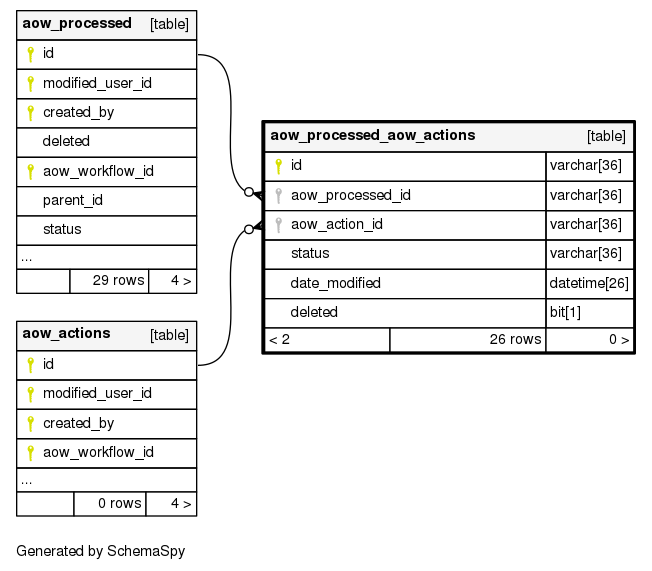 aow_processed [table]
id
modified_user_id
created_by
deleted
aow_workflow_id
parent_id
status
...
29 rows 4 >
aow_processed_aow_actions [table]
id varchar[36]
aow_processed_id varchar[36]
aow_action_id varchar[36]
status varchar[36]
date_modified datetime[26]
deleted bit[1]
< 2 26 rows 0 >
aow_actions [table]
id
modified_user_id
created_by
aow_workflow_id
...
0 rows 4 >
Generated by SchemaSpy